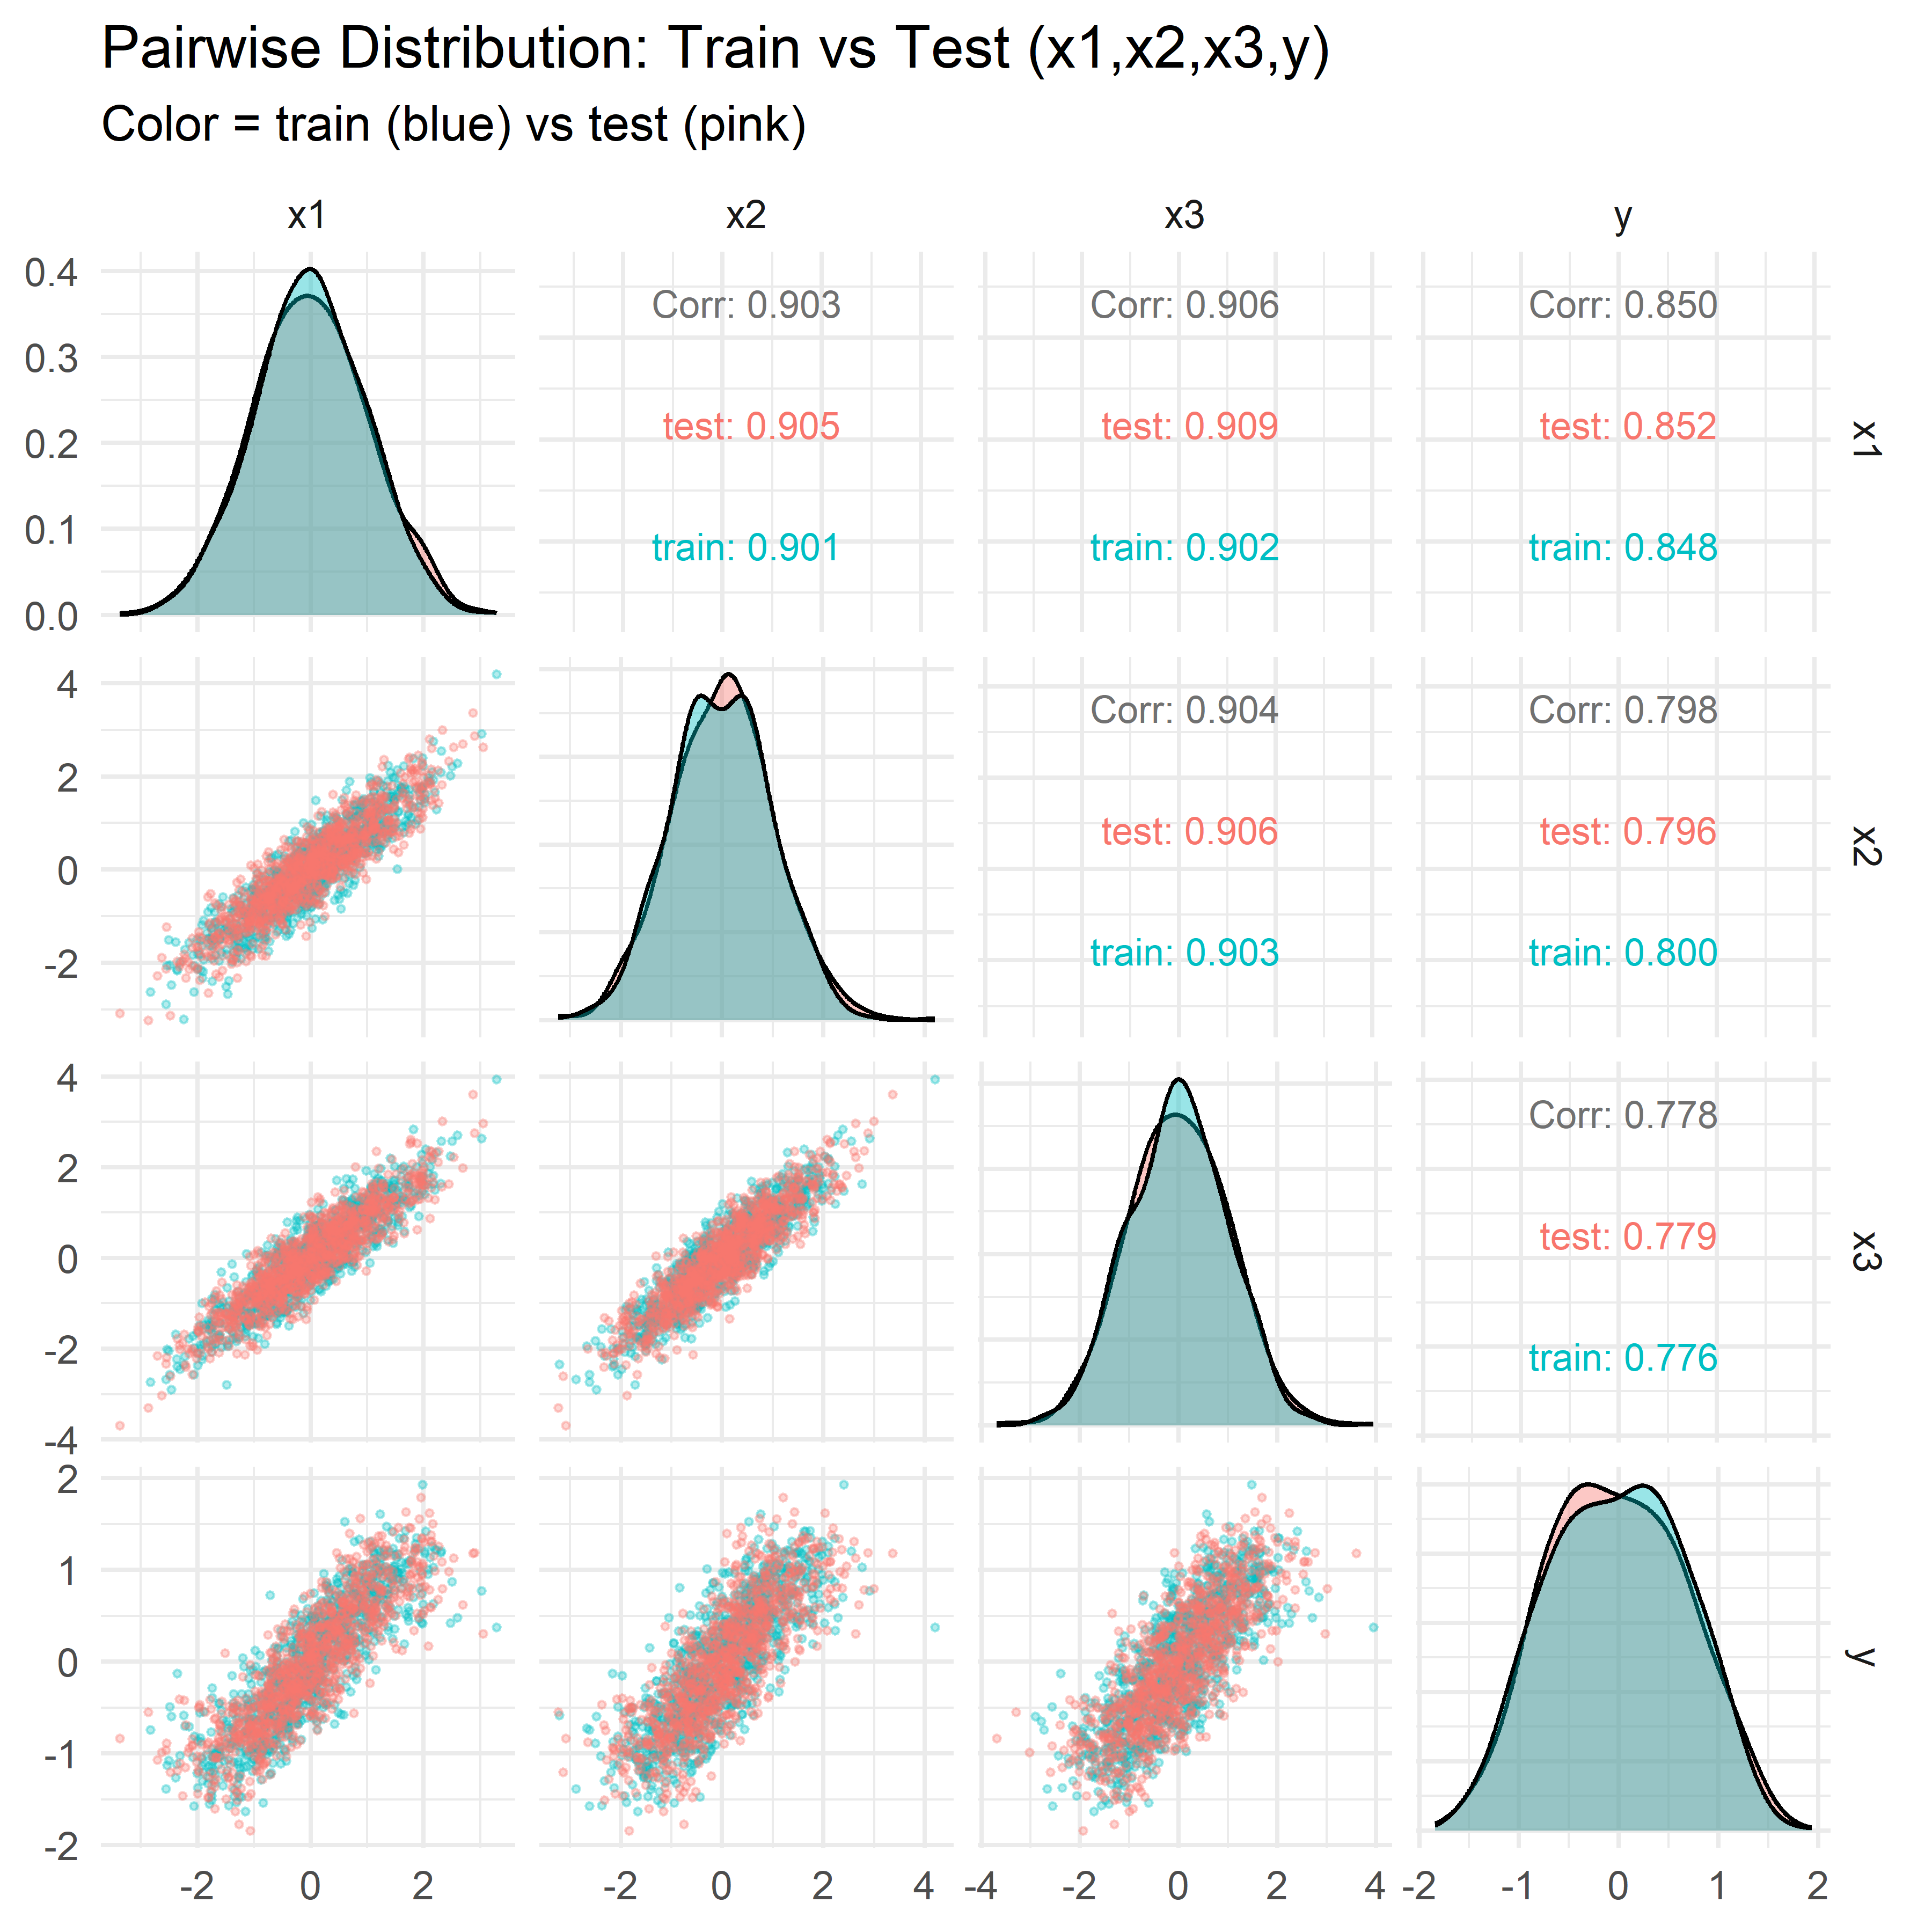 Pairwise Distribution: Train vs Test (x1,x2,x3,y)
Color = train (blue) vs test (pink)
x1 x2 x3 y
0.4
0.3
0.2
0.1
0.0
Corr: 0.903
test: 0.905
train: 0.901
Corr: 0.906
test: 0.909
train: 0.902
Corr: 0.850
test: 0.852
train: 0.848
x1
4
2
0
-2
Corr: 0.904
test: 0.906
train: 0.903
Corr: 0.798
test: 0.796
train: 0.800
x2
4
2
0
-2
-4
Corr: 0.778
test: 0.779
train: 0.776
x3
2
1
0
-1
-2
y
-2 0 2
-2 0 2 4
-4 -2 0 2 4
-2 -1 0 1 2